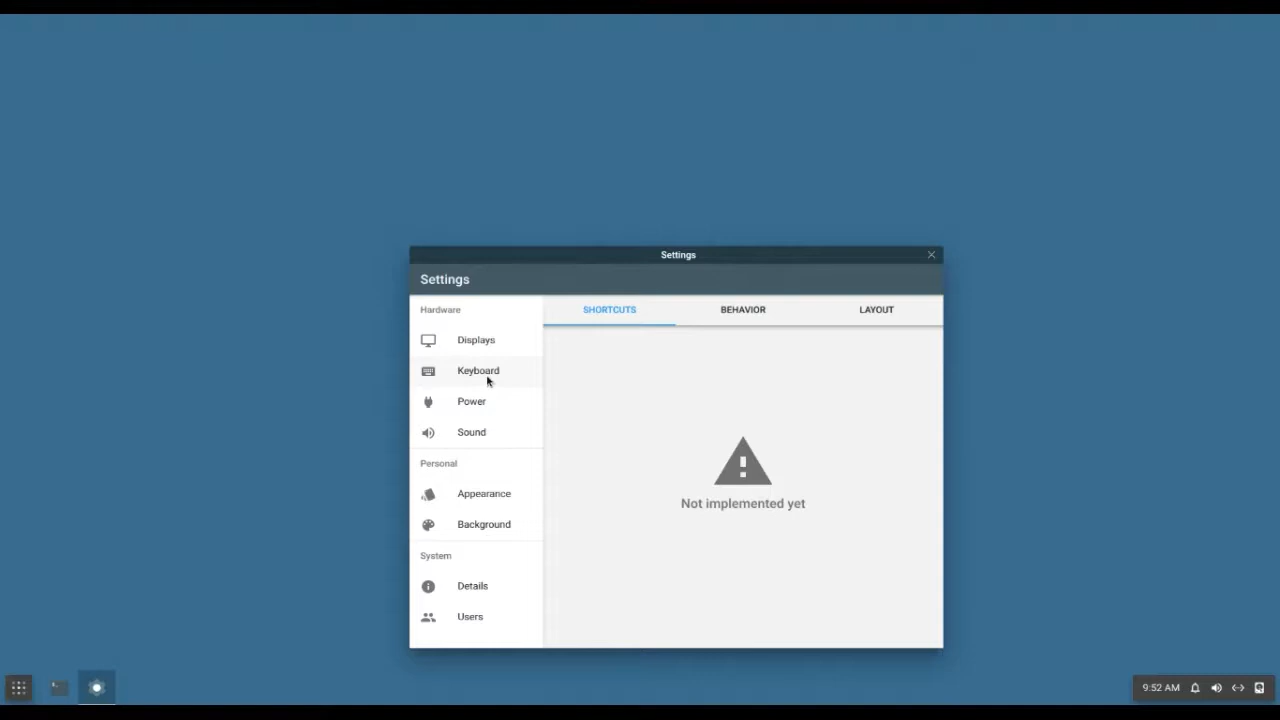 Settings
Settings
Hardware
Displays
Keyboard
Power
Sound
Personal
Appearance
Background
System
Details
Users
SHORTCUTS
BEHAVIOR
LAYOUT
Not implemented yet
9:52 AM